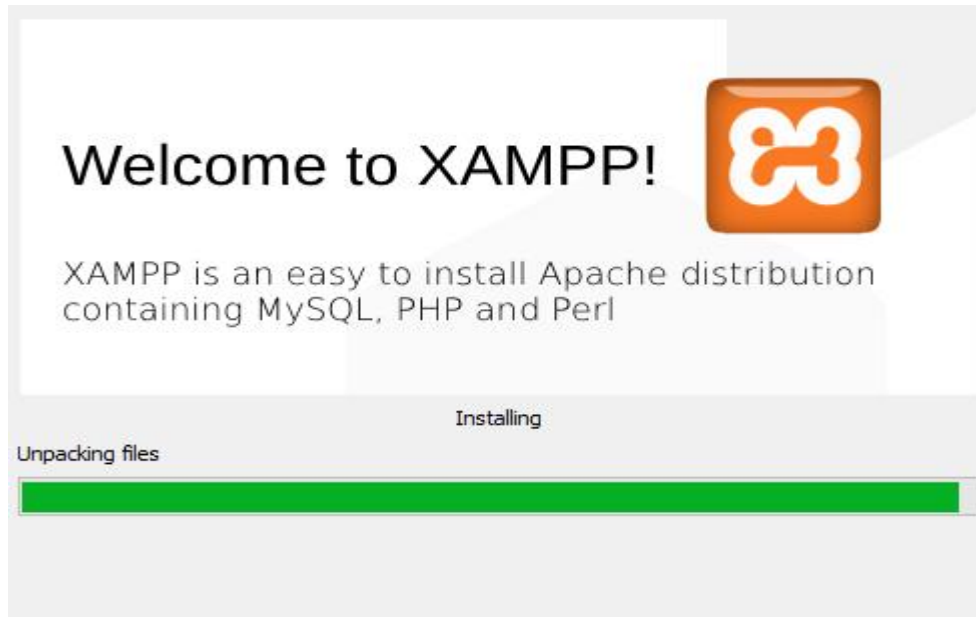 Welcome to XAMPP!
XAMPP is an easy to install Apache distribution
containing MySQL, PHP and Perl
Installing
Unpacking files